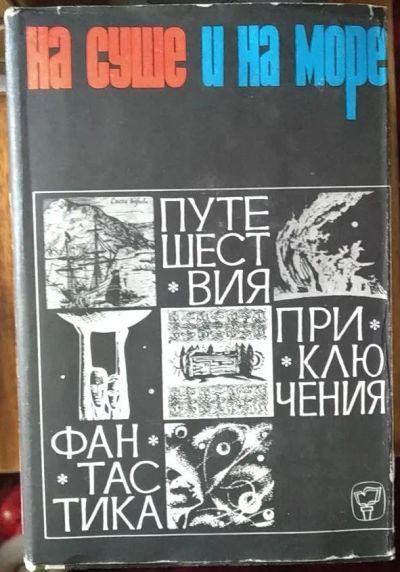 на суше и на море
ПУТЕ
ШЕСТ
*ВИЯ
ПРИ*
*КЛЮ
ЧЕНИЯ
ФАН*
*ТАС
ТИКА